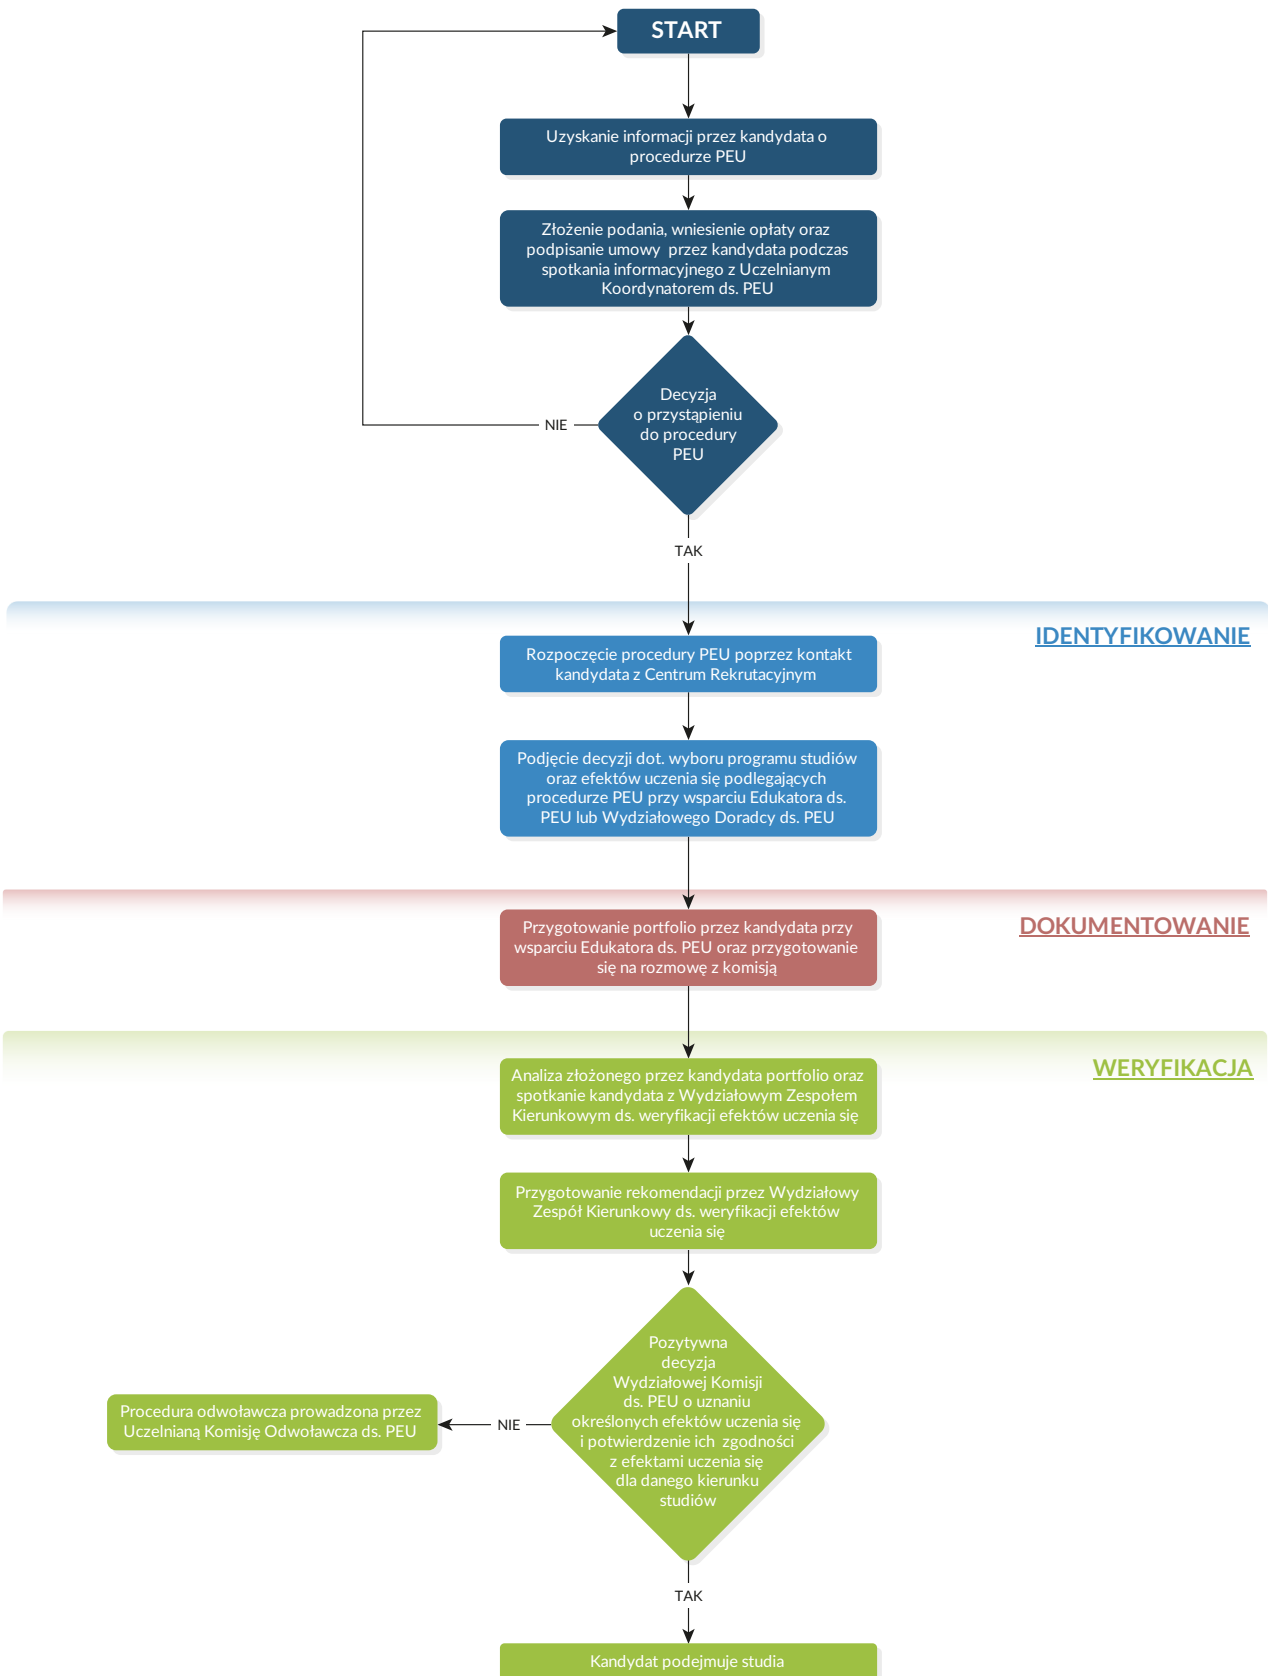 START
Uzyskanie informacji przez kandydata o
procedurze PEU
Złożenie podania, wniesienie opłaty oraz
podpisanie umowy przez kandydata podczas
spotkania informacyjnego z Uczelnianym
Koordynatorem ds. PEU
Decyzja
o przystąpieniu
do procedury
PEU
NIE
TAK
IDENTYFIKOWANIE
Rozpoczęcie procedury PEU poprzez kontakt
kandydata z Centrum Rekrutacyjnym
Podjęcie decyzji dot. wyboru programu studiów
oraz efektów uczenia się podlegających
procedurze PEU przy wsparciu Edukatora ds.
PEU lub Wydziałowego Doradcy ds. PEU
DOKUMENTOWANIE
Przygotowanie portfolio przez kandydata przy
wsparciu Edukatora ds. PEU oraz przygotowanie
się na rozmowę z komisją
WERYFIKACJA
Analiza złożonego przez kandydata portfolio oraz
spotkanie kandydata z Wydziałowym Zespołem
Kierunkowym ds. weryfikacji efektów uczenia się
Przygotowanie rekomendacji przez Wydziałowy
Zespół Kierunkowy ds. weryfikacji efektów
uczenia się
Pozytywna
decyzja
Wydziałowej Komisji
ds. PEU o uznaniu
określonych efektów uczenia się
i potwierdzenie ich zgodności
z efektami uczenia się
dla danego kierunku
studiów
NIE
Procedura odwoławcza prowadzona przez
Uczelnianą Komisję Odwoławcza ds. PEU
TAK
Kandydat podejmuje studia